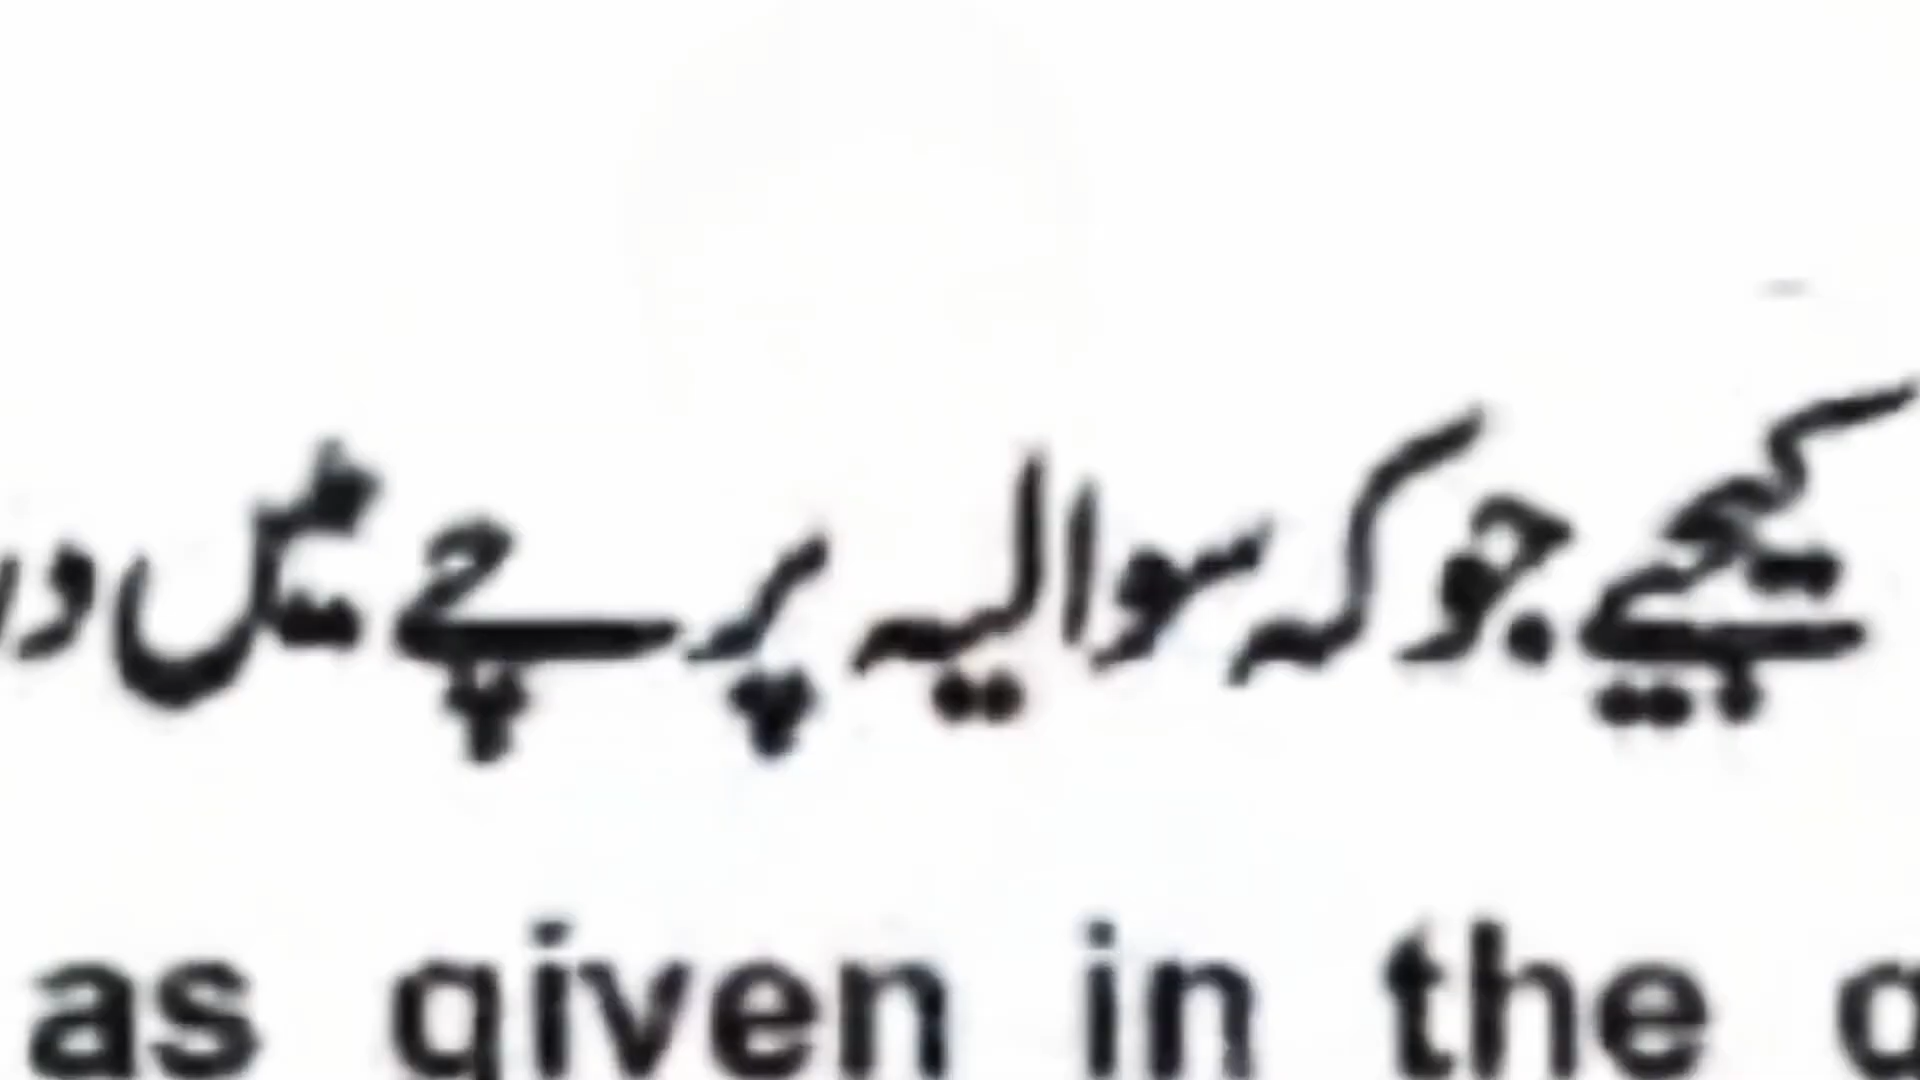 کیجیے جو کہ سوالیہ پرچے میں
as given in the